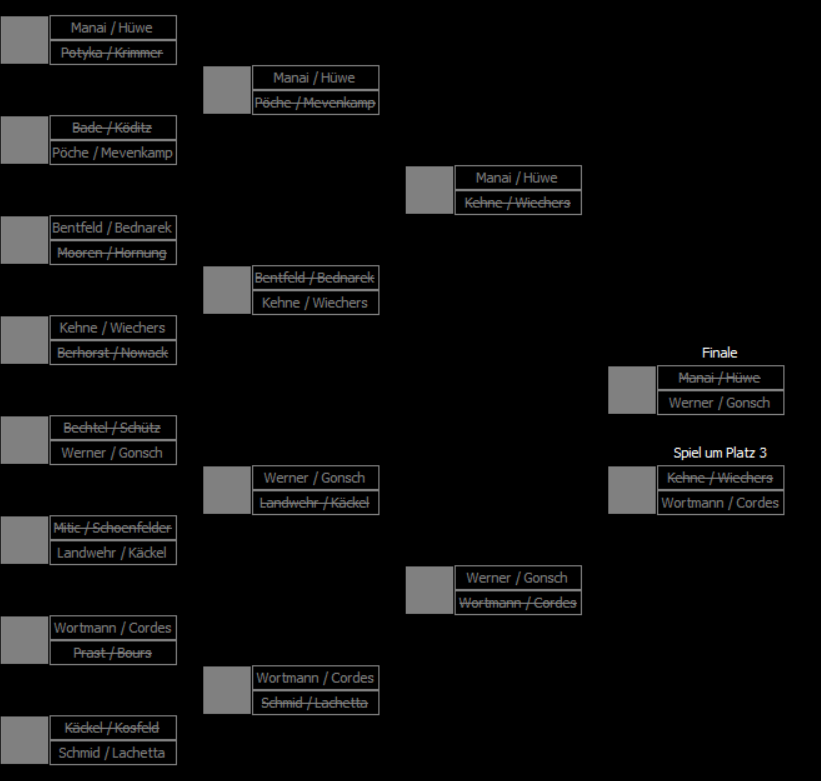 Manai / Hüwe
Potyka / Krimmer
Bade / Köditz
Pöche / Mevenkamp
Bentfeld / Bednarek
Mooren / Hornung
Kehne / Wiechers
Berhorst / Nowack
Bechtel / Schütz
Werner / Gonsch
Mitic / Schoenfelder
Landwehr / Käckel
Wortmann / Cordes
Prast / Bours
Käckel / Kosfeld
Schmid / Lachetta
Manai / Hüwe
Pöche / Mevenkamp
Bentfeld / Bednarek
Kehne / Wiechers
Werner / Gonsch
Landwehr / Käckel
Wortmann / Cordes
Schmid / Lachetta
Manai / Hüwe
Kehne / Wiechers
Werner / Gonsch
Wortmann / Cordes
Finale
Manai / Hüwe
Werner / Gonsch
Spiel um Platz 3
Kehne / Wiechers
Wortmann / Cordes